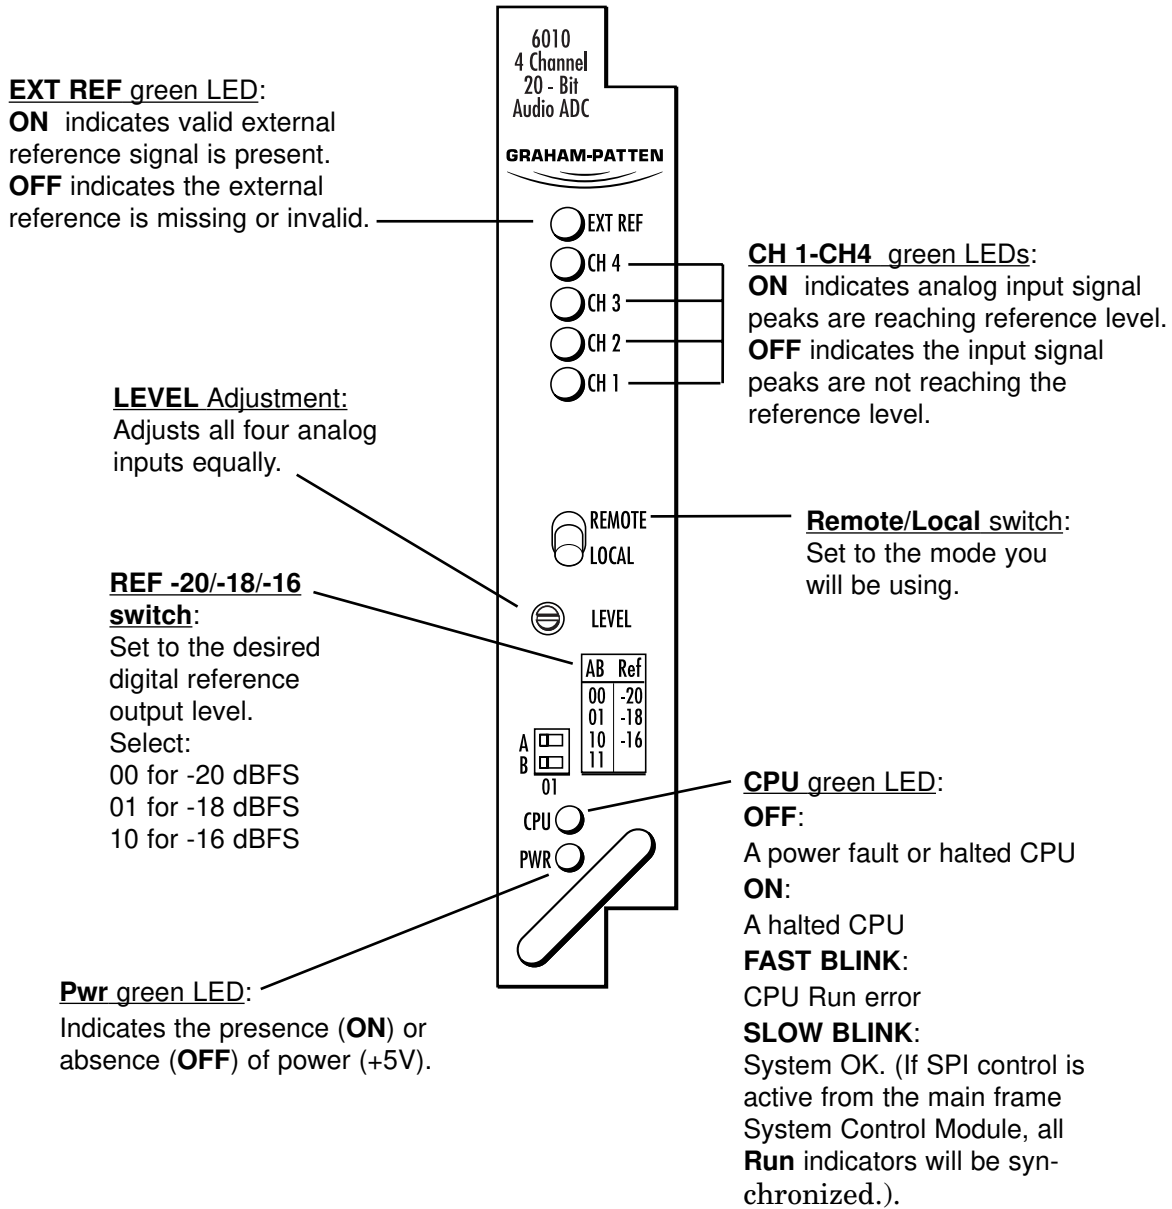 6010
4 Channel
20 - Bit
Audio ADC
GRAHAM-PATTEN
EXT REF green LED:
ON indicates valid external
reference signal is present.
OFF indicates the external
reference is missing or invalid.
EXT REF
CH 4
CH 3
CH 2
CH 1
CH 1-CH4 green LEDs:
ON indicates analog input signal
peaks are reaching reference level.
OFF indicates the input signal
peaks are not reaching the
reference level.
LEVEL Adjustment:
Adjusts all four analog
inputs equally.
REMOTE
LOCAL
Remote/Local switch:
Set to the mode you
will be using.
REF -20/-18/-16
switch:
Set to the desired
digital reference
output level.
Select:
00 for -20 dBFS
01 for -18 dBFS
10 for -16 dBFS
LEVEL
AB Ref
00 -20
01 -18
10 -16
11
A
B
01
CPU
PWR
CPU green LED:
OFF:
A power fault or halted CPU
ON:
A halted CPU
FAST BLINK:
CPU Run error
SLOW BLINK:
System OK. (If SPI control is
active from the main frame
System Control Module, all
Run indicators will be syn-
chronized.).
Pwr green LED:
Indicates the presence (ON) or
absence (OFF) of power (+5V).